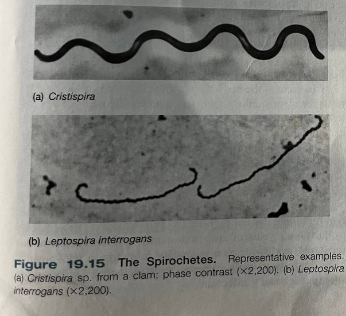 (a) Cristispira
(b) Leptospira interrogans
Figure 19.15 The Spirochetes. Representative examples.
(a) Cristispira sp. from a clam; phase contrast (×2,200). (b) Leptospira
interrogans (×2,200).